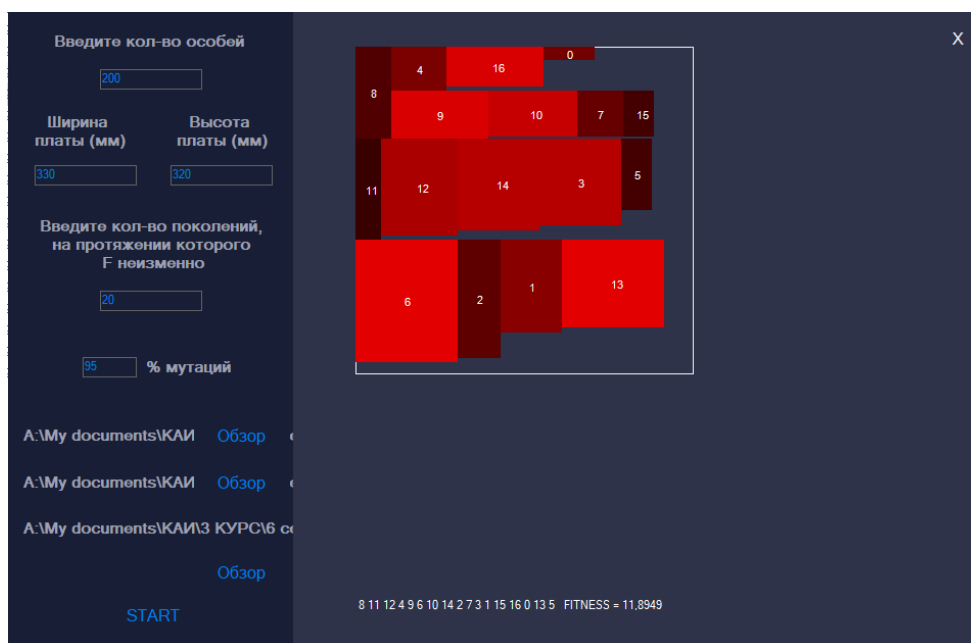 Введите кол-во особей
200
Ширина платы (мм)
Высота платы (мм)
330
320
Введите кол-во поколений,
на протяжении которого
F неизменно
20
95 % мутаций
A:\My documents\КАИ Обзор
A:\My documents\КАИ Обзор
A:\My documents\КАИ\3 КУРС\6 се
Обзор
START
X
0
4 16
8
9 10 7 15
11 12 14 3 5
6 2 1 13
8 11 12 4 9 6 10 14 2 7 3 1 15 16 0 13 5 FITNESS = 11,8949